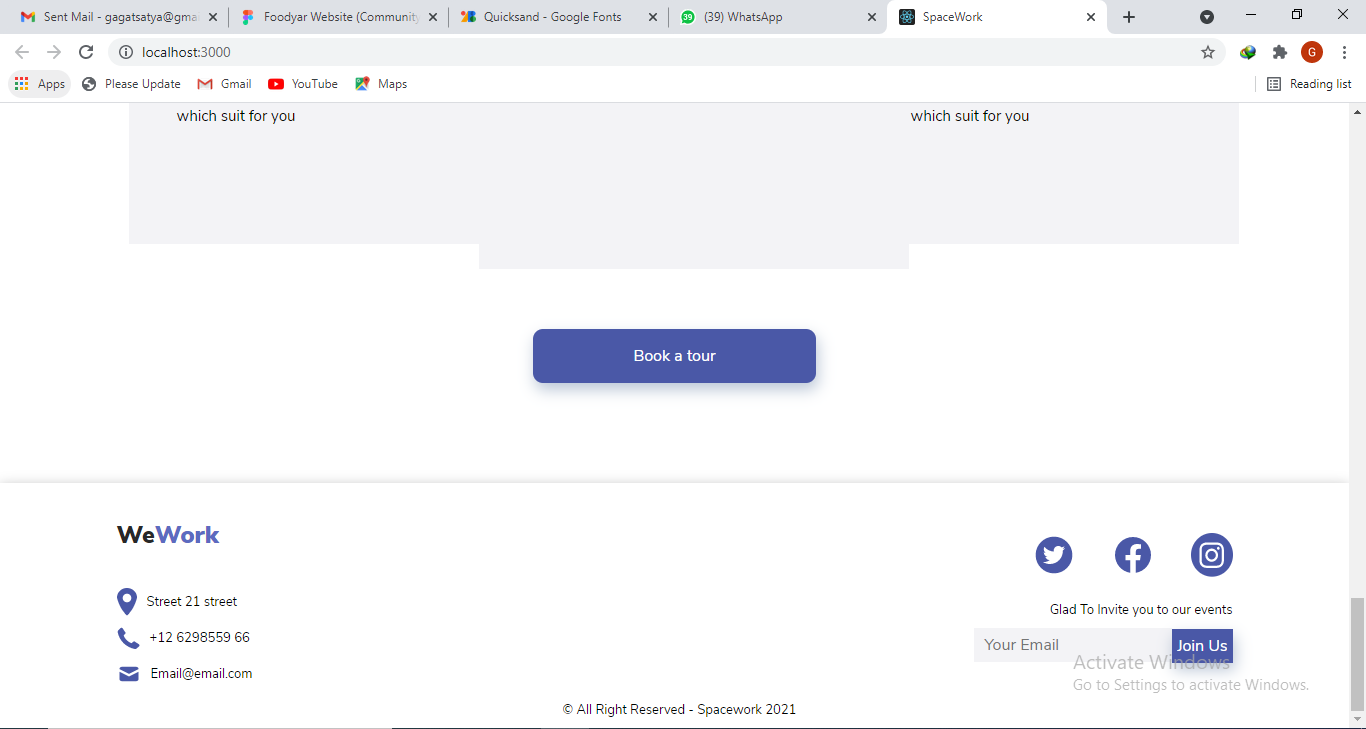 Sent Mail - gagatsatya@gma
Foodyar Website (Community
Quicksand - Google Fonts
39
(39) WhatsApp
SpaceWork
localhost:3000
G
Apps
Please Update
Gmail
YouTube
Maps
Reading list
which suit for you
which suit for you
Book a tour
WeWork
Street 21 street
+12 6298559 66
Email@email.com
Glad To Invite you to our events
Your Email
Join Us
Activate Windows
Go to Settings to activate Windows.
© All Right Reserved - Spacework 2021